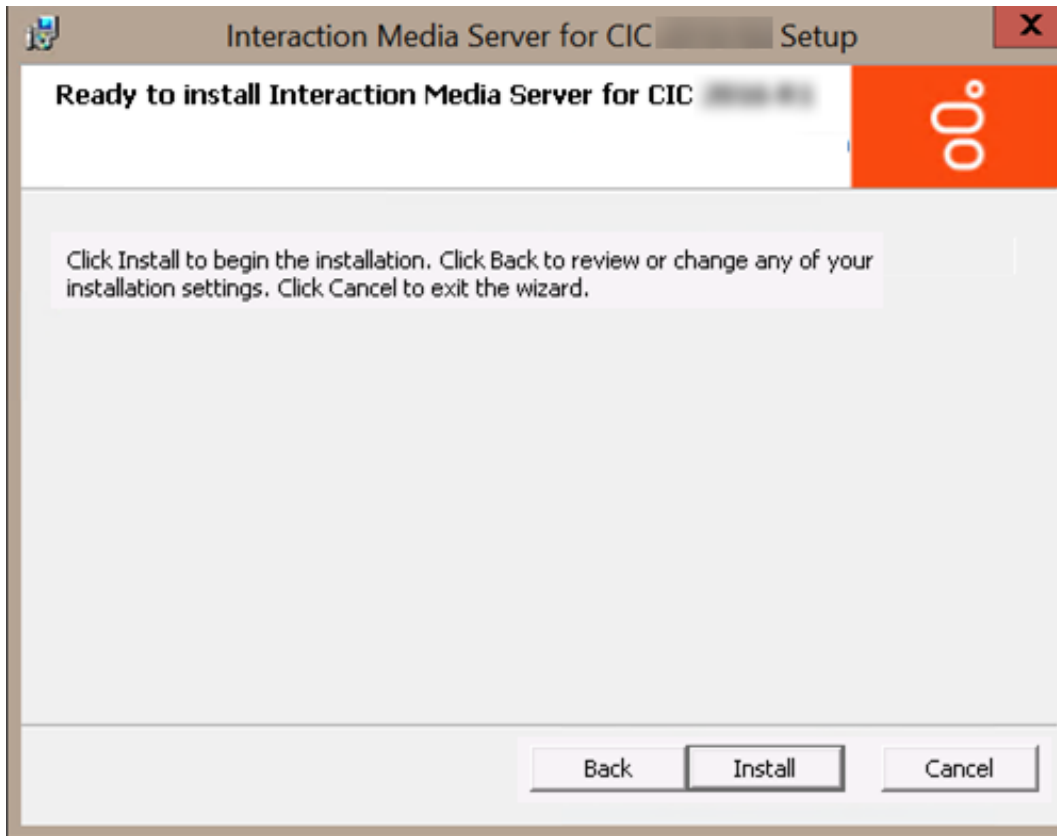 Interaction Media Server for CIC Setup
X
Ready to install Interaction Media Server for CIC
Click Install to begin the installation. Click Back to review or change any of your
installation settings. Click Cancel to exit the wizard.
Back Install Cancel